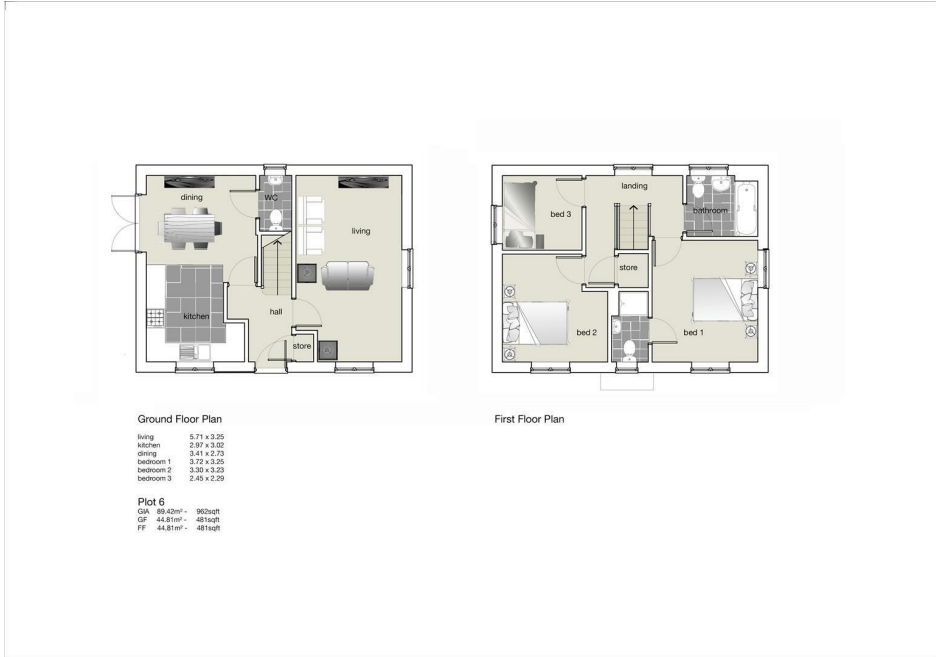 dining
WC
living
kitchen
hall
store
landing
bed 3
bathroom
store
bed 2
bed 1
Ground Floor Plan
living 5.71 x 3.25
kitchen 2.97 x 3.02
dining 3.41 x 2.73
bedroom 1 3.72 x 3.25
bedroom 2 3.30 x 3.23
bedroom 3 2.45 x 2.29
Plot 6
GIA 89.42m² - 962sqft
GF 44.81m² - 481sqft
FF 44.81m² - 481sqft
First Floor Plan